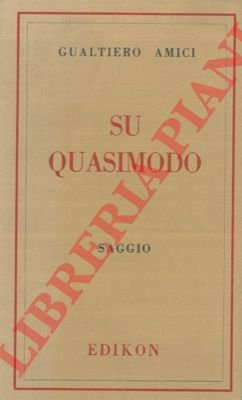 GUALTIERO AMICI
SU
QUASIMODO
SAGGIO
EDIKON
LIBRERIA PIANI